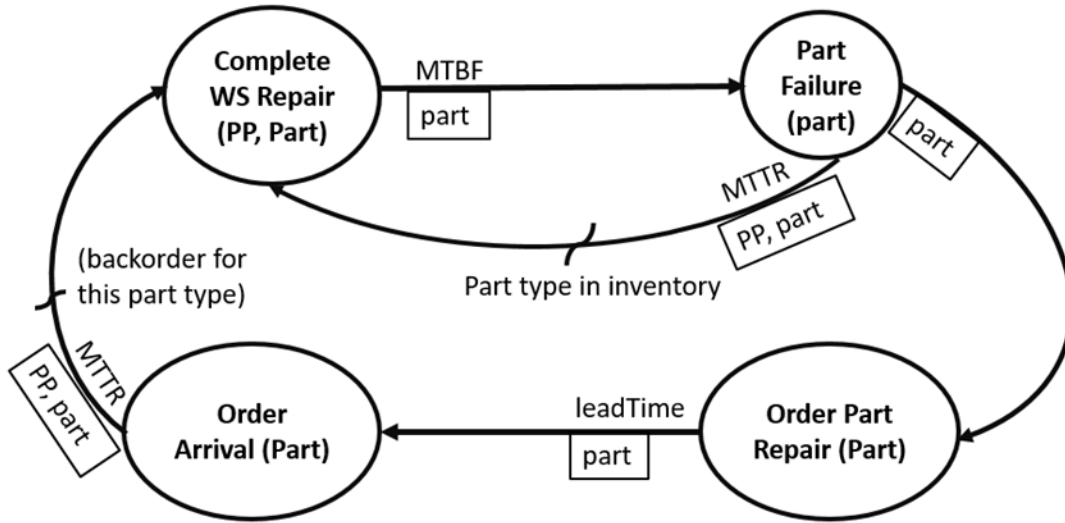 Complete
WS Repair
(PP, Part)
MTBF
part
Part
Failure
(part)
part
MTTR
PP, part
Part type in inventory
(backorder for
this part type)
MTTR
PP, part
Order
Arrival (Part)
leadTime
part
Order Part
Repair (Part)